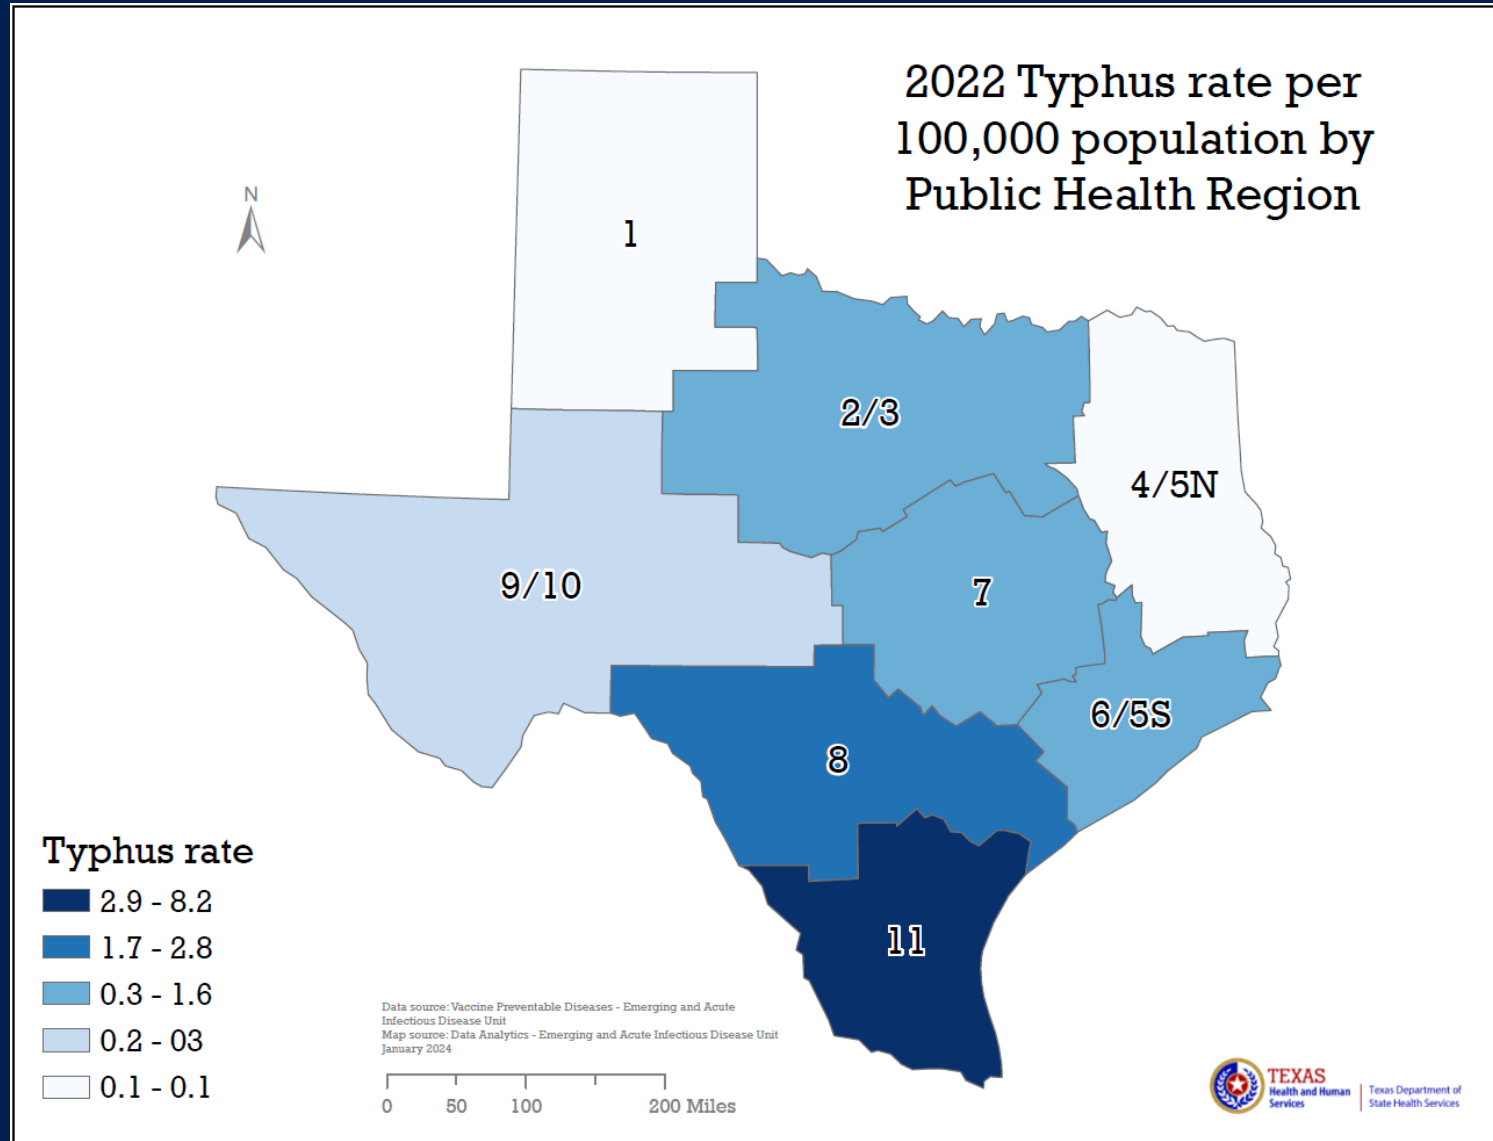 2022 Typhus rate per
100,000 population by
Public Health Region
N
1
2/3
4/5N
9/10
7
6/5S
8
11
Typhus rate
2.9 - 8.2
1.7 - 2.8
0.3 - 1.6
0.2 - 03
0.1 - 0.1
Data source: Vaccine Preventable Diseases - Emerging and Acute
Infectious Disease Unit
Map source: Data Analytics - Emerging and Acute Infectious Disease Unit
January 2024
0 50 100 200 Miles
TEXAS
Health and Human
Services
Texas Department of
State Health Services